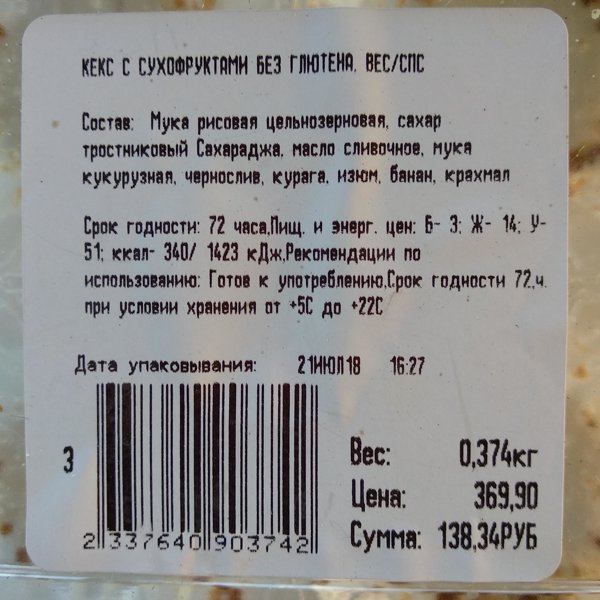 КЕКС С СУХОФРУКТАМИ БЕЗ ГЛЮТЕНА, ВЕС/СПС
Состав: Мука рисовая цельнозерновая, сахар
тростниковый Сахараджа, масло сливочное, мука
кукурузная, чернослив, курага, изюм, банан, крахмал
Срок годности: 72 часа,Пищ. и энерг. цен: Б- 3; Ж- 14; У-
51; ккал- 340/ 1423 кДж,Рекомендации по
использованию: Готов к употреблению,Срок годности 72,ч.
при условии хранения от +5С до +22С
Дата упаковывания: 21ИЮЛ18 16:27
3
Вес: 0,374кг
Цена: 369,90
Сумма: 138,34РУБ
2 337640 903742